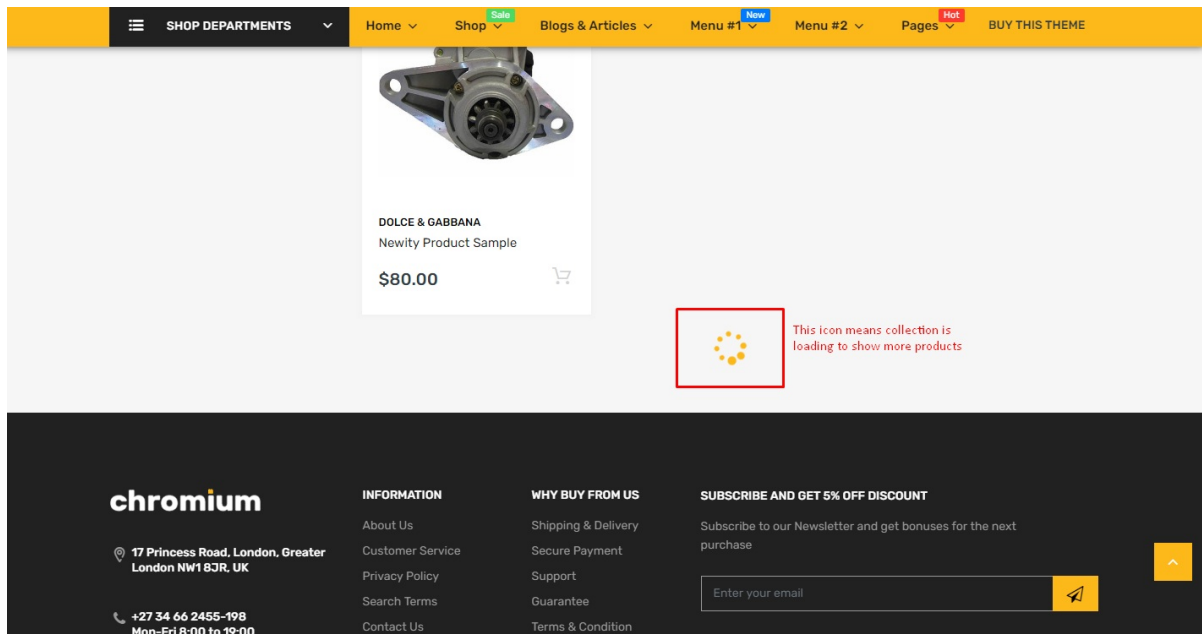 SHOP DEPARTMENTS
Home
Shop
Sale
Blogs & Articles
Menu #1
New
Menu #2
Pages
Hot
BUY THIS THEME
DOLCE & GABBANA
Newity Product Sample
$80.00
This icon means collection is
loading to show more products
chromium
17 Princess Road, London, Greater
London NW1 8JR, UK
+27 34 66 2455-198
Mon-Fri 8:00 to 19:00
INFORMATION
About Us
Customer Service
Privacy Policy
Search Terms
Contact Us
WHY BUY FROM US
Shipping & Delivery
Secure Payment
Support
Guarantee
Terms & Condition
SUBSCRIBE AND GET 5% OFF DISCOUNT
Subscribe to our Newsletter and get bonuses for the next
purchase
Enter your email